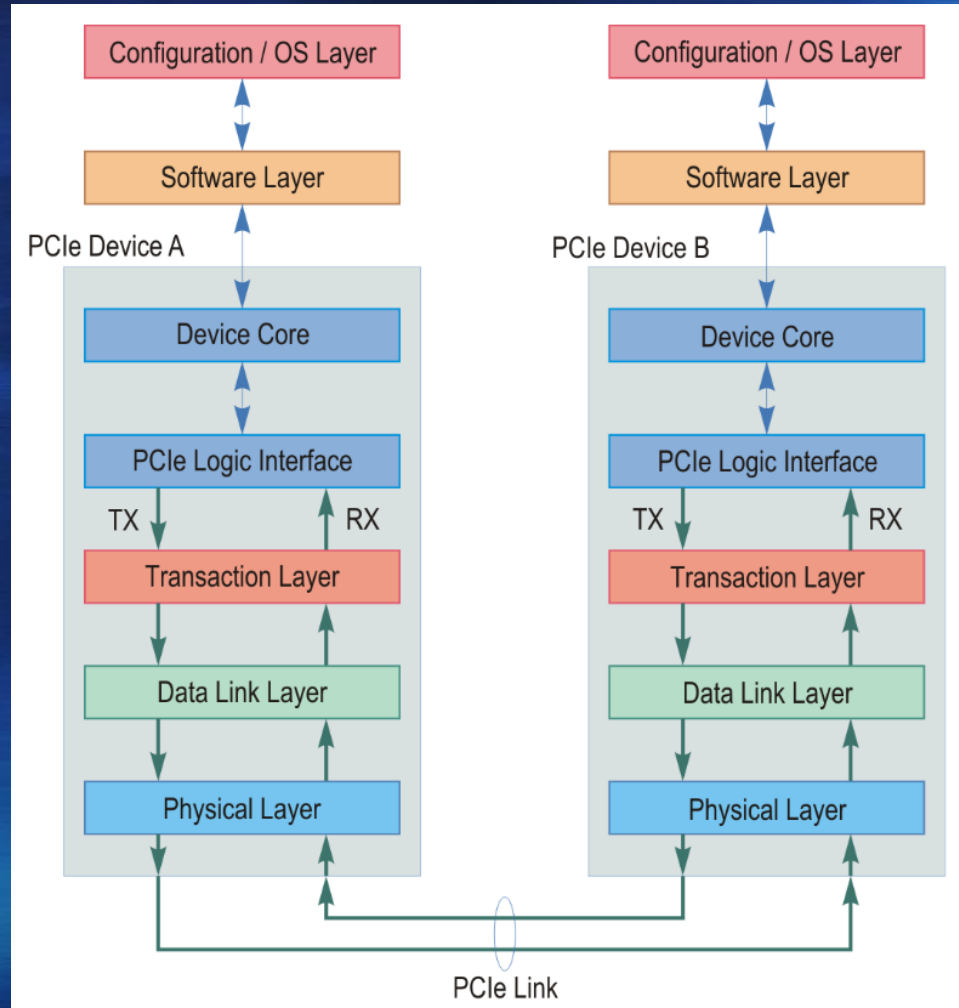 Configuration / OS Layer
Configuration / OS Layer
Software Layer
Software Layer
PCIe Device A
PCIe Device B
Device Core
Device Core
PCIe Logic Interface
PCIe Logic Interface
TX
RX
TX
RX
Transaction Layer
Transaction Layer
Data Link Layer
Data Link Layer
Physical Layer
Physical Layer
PCIe Link